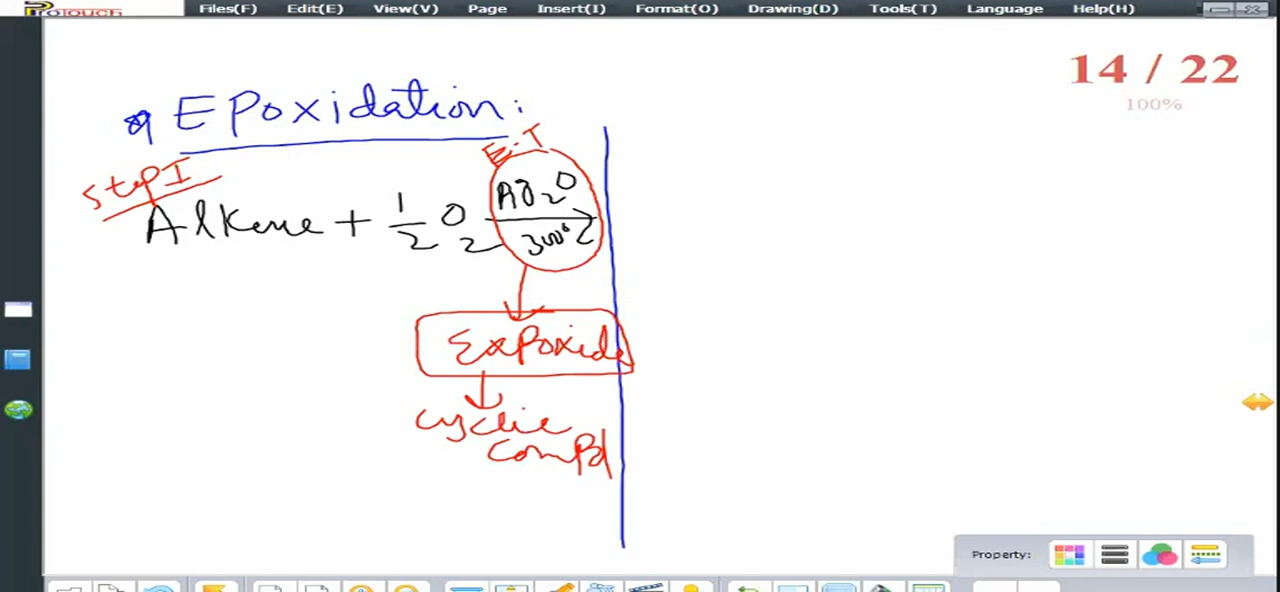 Files(F) Edit(E) View(V) Page Insert(I) Format(O) Drawing(D) Tools(T) Language Help(H)
14 / 22
100%
EPoxidation:
Step I
Alkene + 1/2 O2
Ag2O
300°C
ExPoxide
cyclic
comPd
Property: